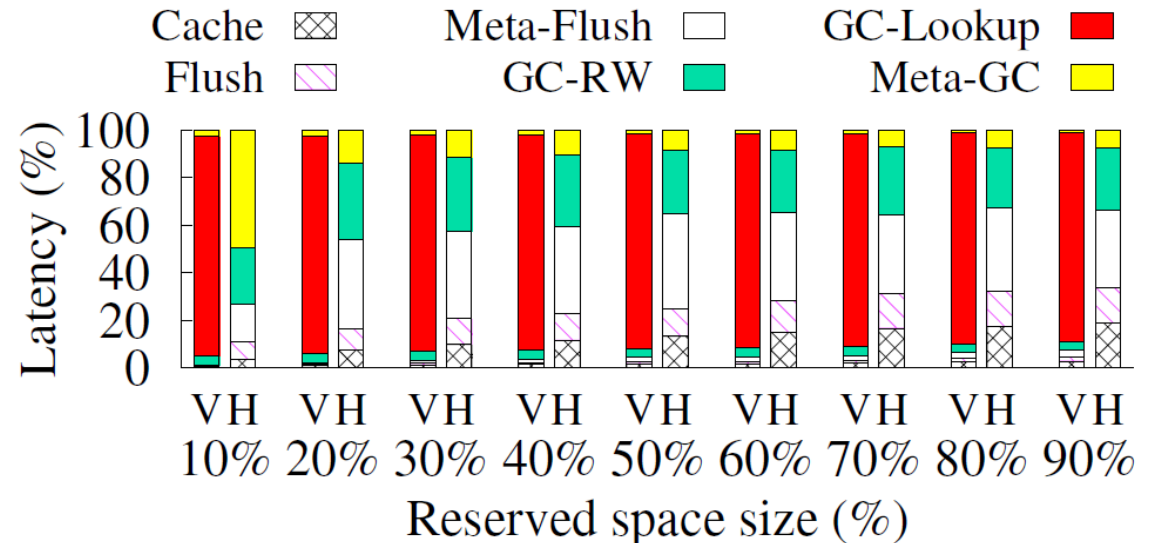 Cache Meta-Flush GC-Lookup
Flush GC-RW Meta-GC
Latency (%)
100
80
60
40
20
0
V H V H V H V H V H V H V H V H V H
10% 20% 30% 40% 50% 60% 70% 80% 90%
Reserved space size (%)